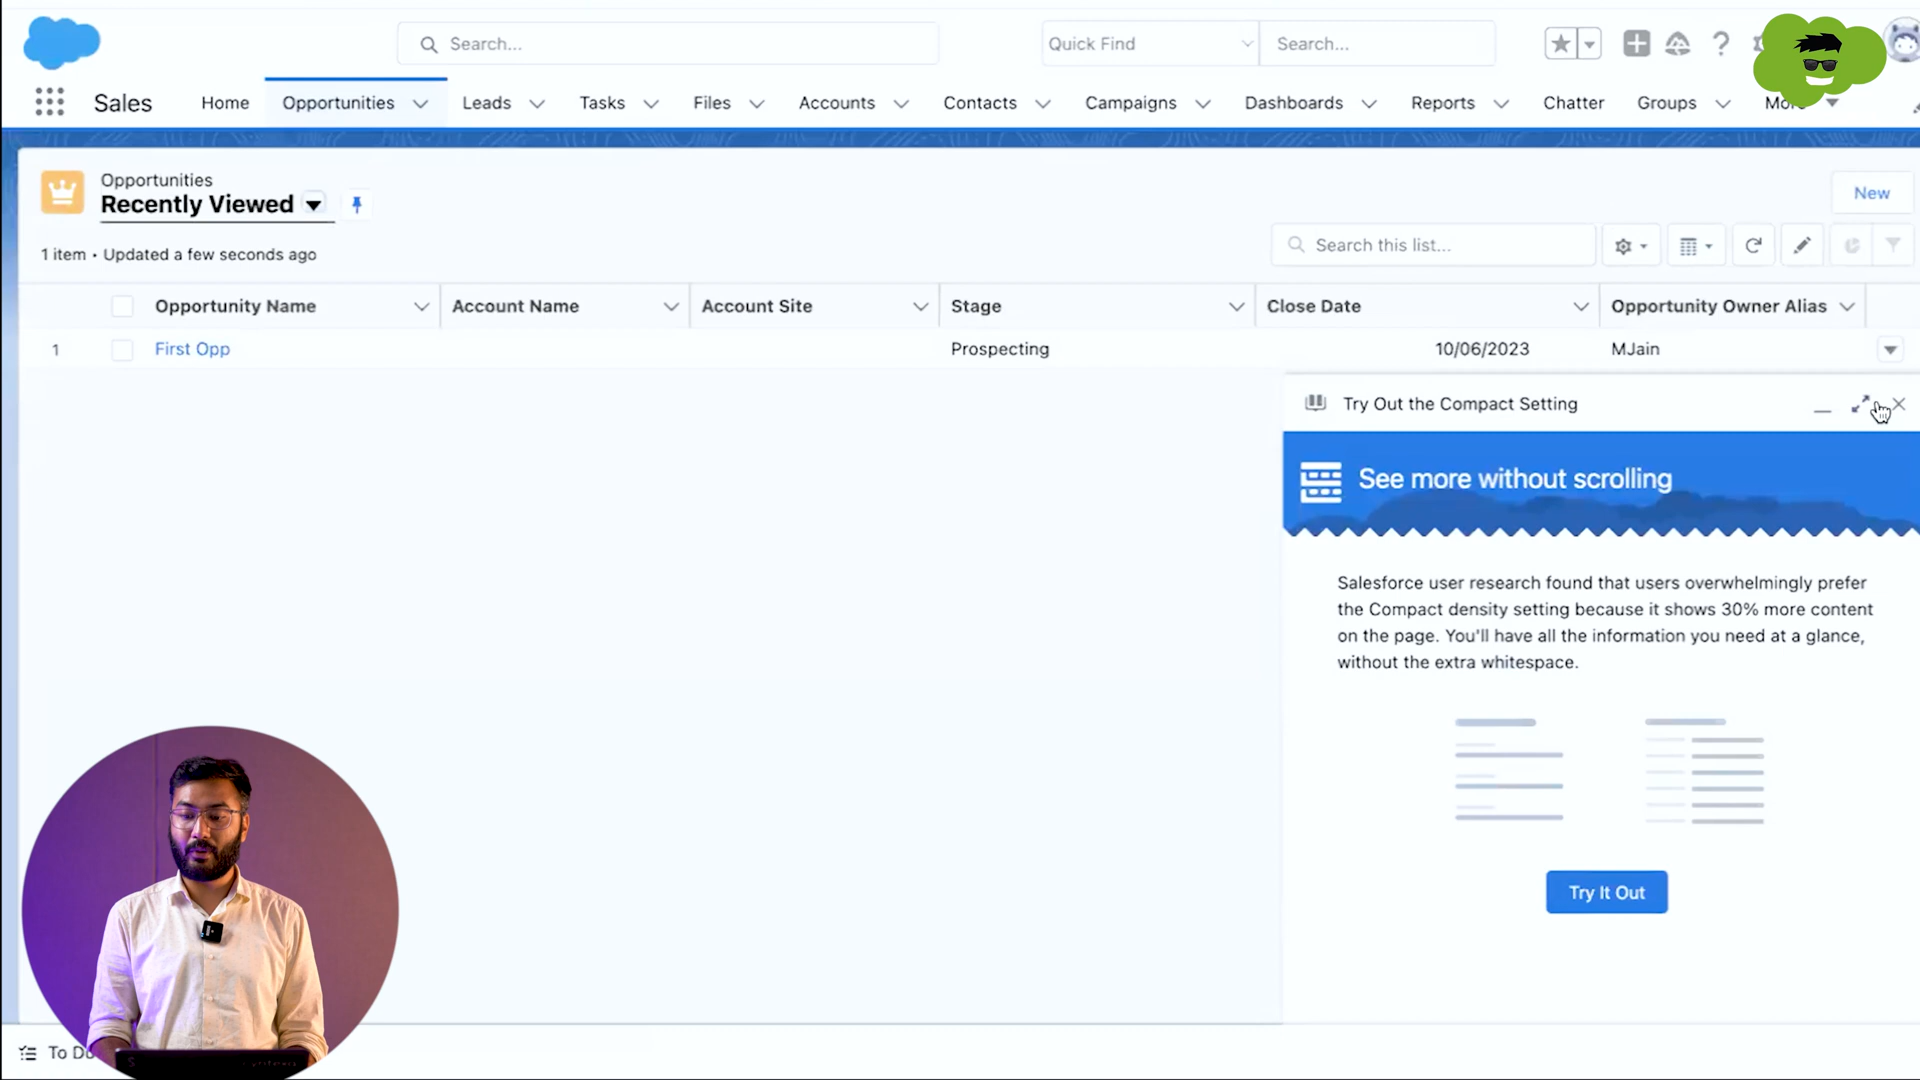 Search...
Quick Find
Search...
Sales
Home
Opportunities
Leads
Tasks
Files
Accounts
Contacts
Campaigns
Dashboards
Reports
Chatter
Groups
Opportunities
Recently Viewed
New
1 item • Updated a few seconds ago
Search this list...
Opportunity Name
Account Name
Account Site
Stage
Close Date
Opportunity Owner Alias
1
First Opp
Prospecting
10/06/2023
MJain
Try Out the Compact Setting
See more without scrolling
Salesforce user research found that users overwhelmingly prefer
the Compact density setting because it shows 30% more content
on the page. You'll have all the information you need at a glance,
without the extra whitespace.
Try It Out
To Do